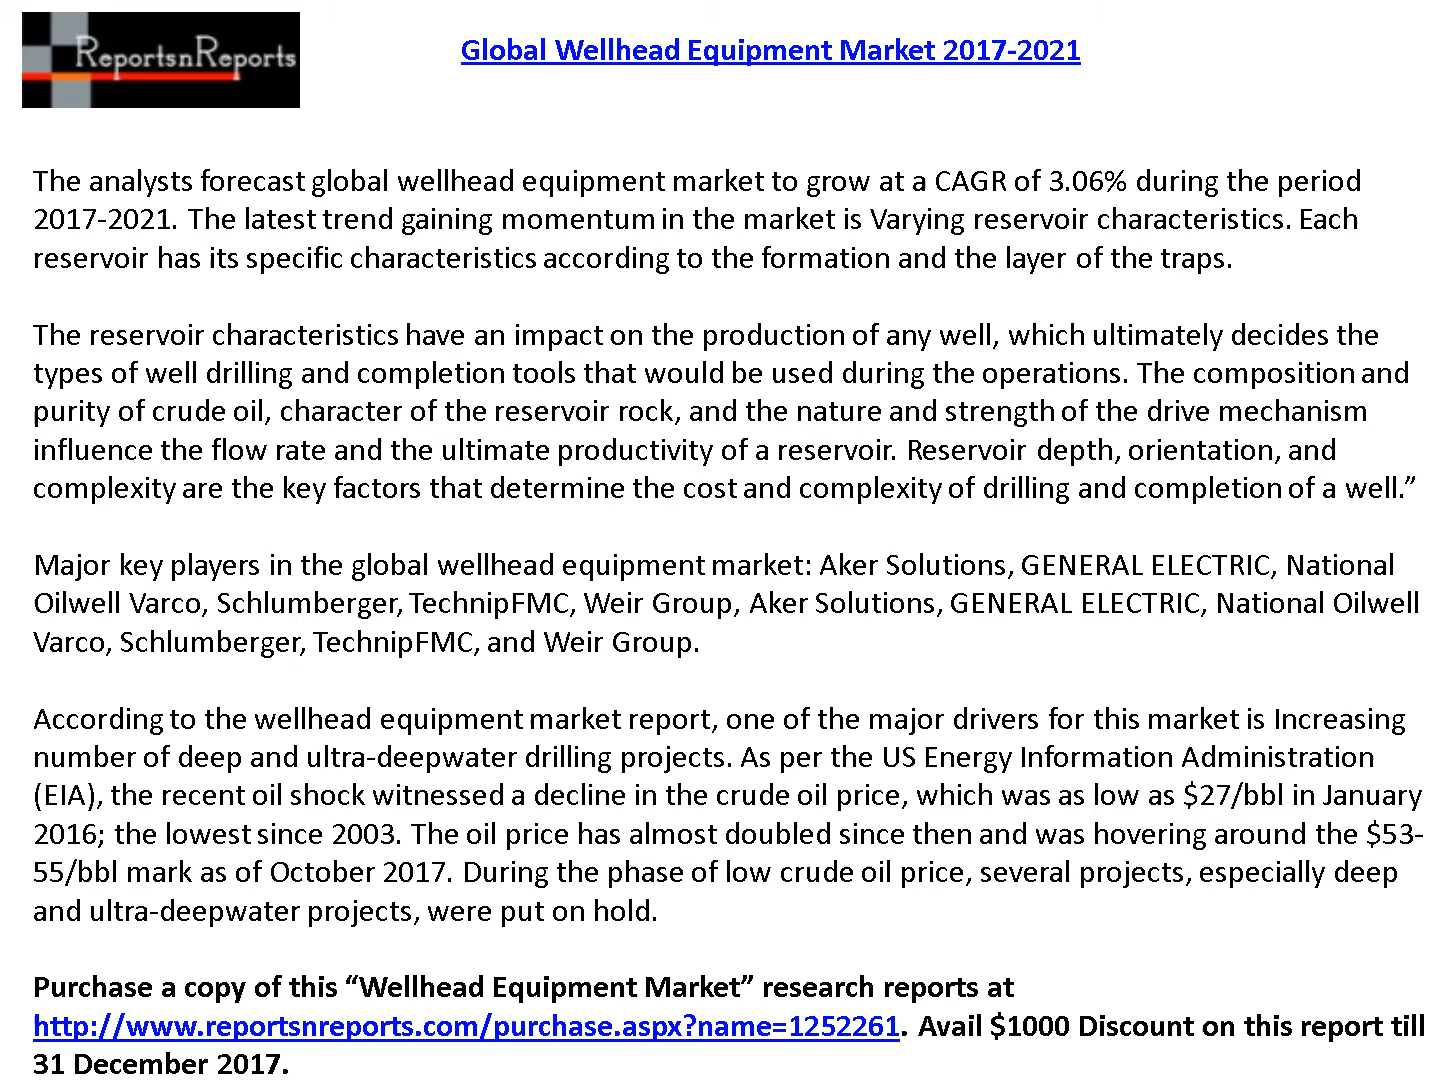 ReportsnReports
Global Wellhead Equipment Market 2017-2021
The analysts forecast global wellhead equipment market to grow at a CAGR of 3.06% during the period
2017-2021. The latest trend gaining momentum in the market is Varying reservoir characteristics. Each
reservoir has its specific characteristics according to the formation and the layer of the traps.
The reservoir characteristics have an impact on the production of any well, which ultimately decides the
types of well drilling and completion tools that would be used during the operations. The composition and
purity of crude oil, character of the reservoir rock, and the nature and strength of the drive mechanism
influence the flow rate and the ultimate productivity of a reservoir. Reservoir depth, orientation, and
complexity are the key factors that determine the cost and complexity of drilling and completion of a well.”
Major key players in the global wellhead equipment market: Aker Solutions, GENERAL ELECTRIC, National
Oilwell Varco, Schlumberger, TechnipFMC, Weir Group, Aker Solutions, GENERAL ELECTRIC, National Oilwell
Varco, Schlumberger, TechnipFMC, and Weir Group.
According to the wellhead equipment market report, one of the major drivers for this market is Increasing
number of deep and ultra-deepwater drilling projects. As per the US Energy Information Administration
(EIA), the recent oil shock witnessed a decline in the crude oil price, which was as low as $27/bbl in January
2016; the lowest since 2003. The oil price has almost doubled since then and was hovering around the $53-
55/bbl mark as of October 2017. During the phase of low crude oil price, several projects, especially deep
and ultra-deepwater projects, were put on hold.
Purchase a copy of this “Wellhead Equipment Market” research reports at
http://www.reportsnreports.com/purchase.aspx?name=1252261. Avail $1000 Discount on this report till
31 December 2017.